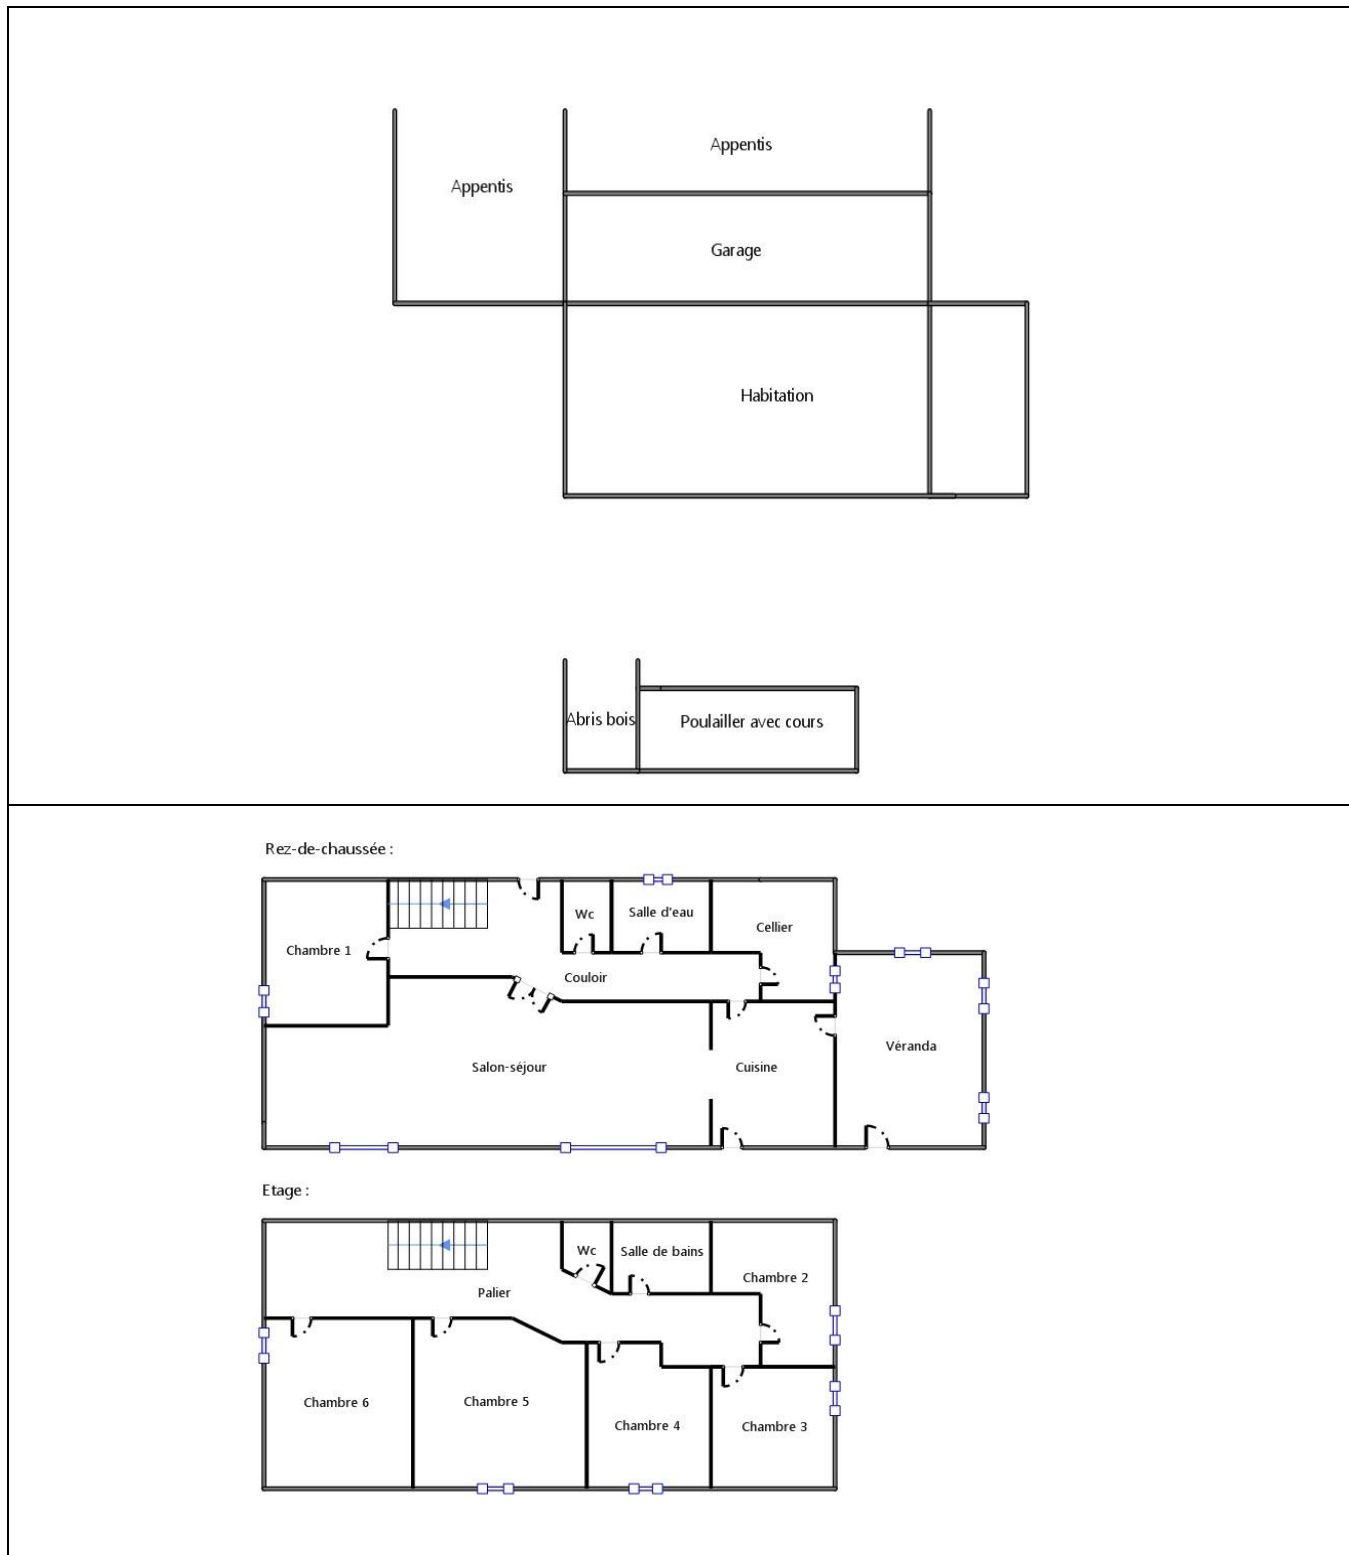 Appentis
Appentis
Garage
Habitation
Abris bois
Poulailler avec cours
Rez-de-chaussée :
Wc
Salle d'eau
Cellier
Chambre 1
Couloir
Véranda
Salon-séjour
Cuisine
Etage :
Wc
Salle de bains
Chambre 2
Palier
Chambre 6
Chambre 5
Chambre 4
Chambre 3